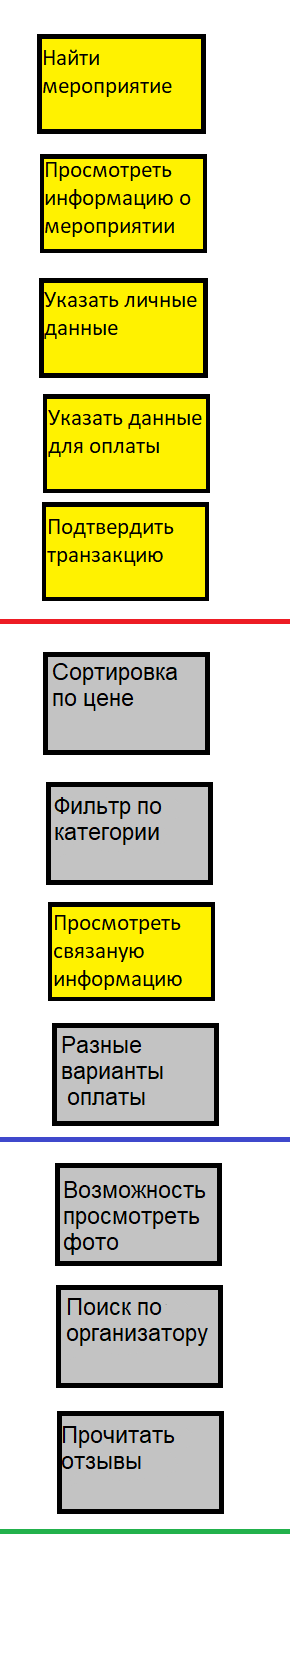 Найти
мероприятие
Просмотреть
информацию о
мероприятии
Указать личные
данные
Указать данные
для оплаты
Подтвердить
транзакцию
Сортировка
по цене
Фильтр по
категории
Просмотреть
связаную
информацию
Разные
варианты
оплаты
Возможность
просмотреть
фото
Поиск по
организатору
Прочитать
отзывы